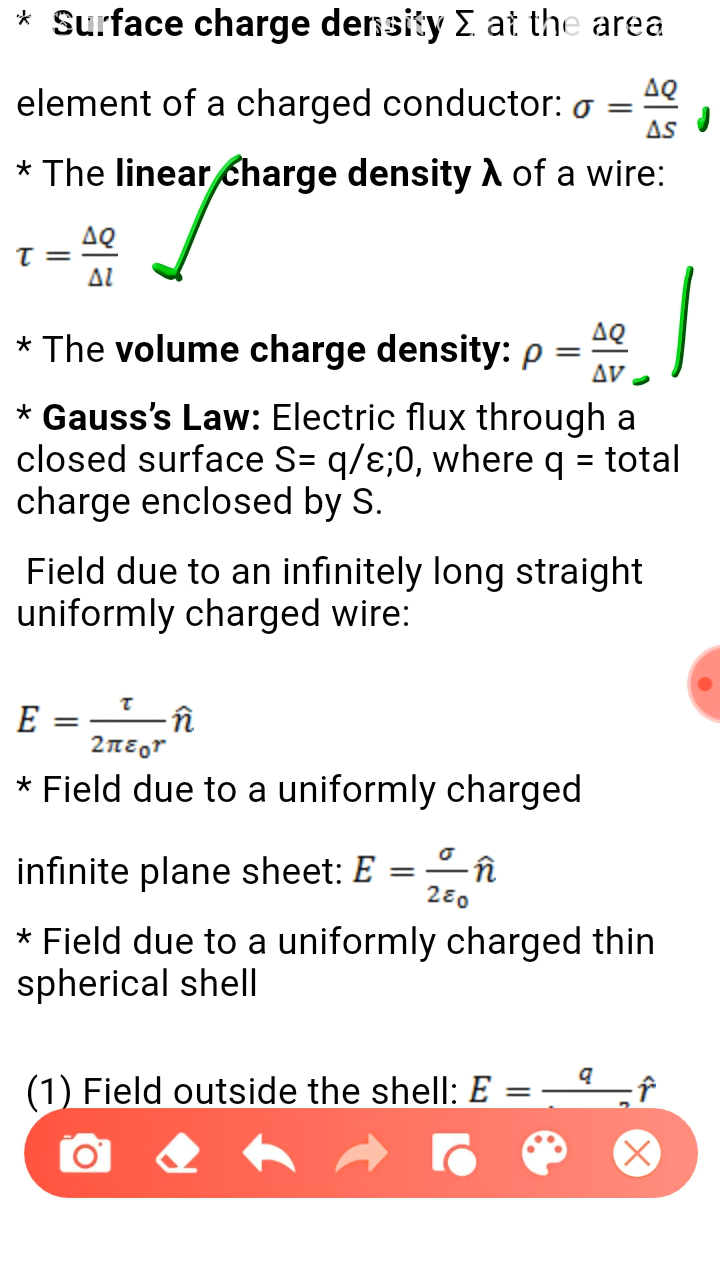 * Surface charge density Σ at the area
element of a charged conductor: σ = ΔQ/ΔS
* The linear charge density λ of a wire:
τ = ΔQ/Δl
* The volume charge density: ρ = ΔQ/ΔV
* Gauss’s Law: Electric flux through a
closed surface S= q/ε;0, where q = total
charge enclosed by S.
Field due to an infinitely long straight
uniformly charged wire:
E = τ/2πε₀r n̂
* Field due to a uniformly charged
infinite plane sheet: E = σ/2ε₀ n̂
* Field due to a uniformly charged thin
spherical shell
(1) Field outside the shell: E = q/ r̂